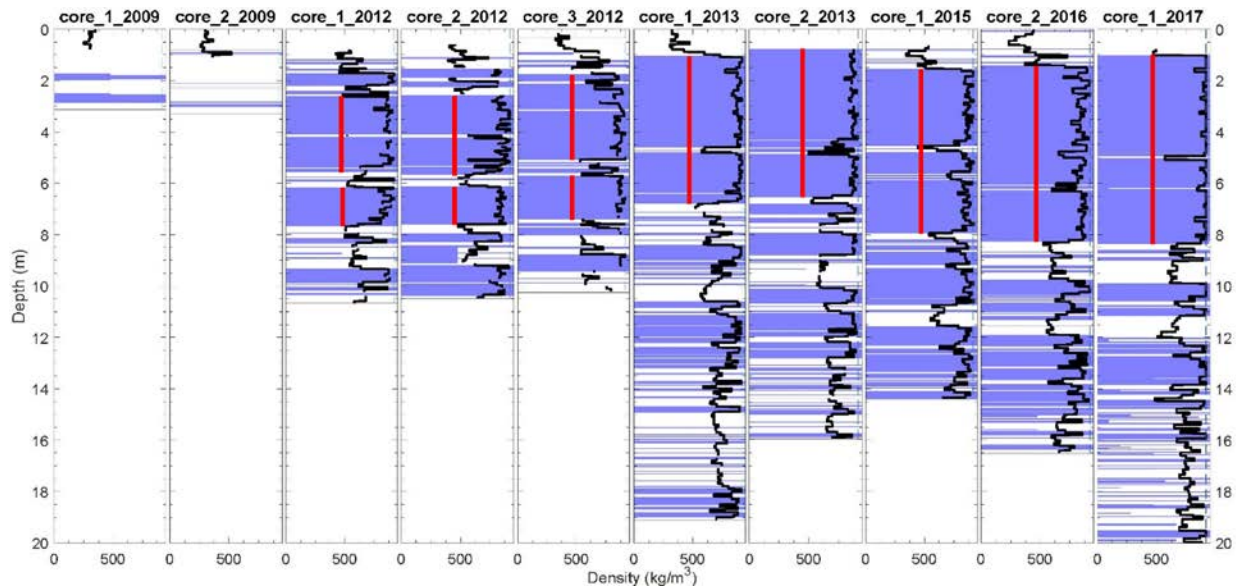 core_1_2009 core_2_2009 core_1_2012 core_2_2012 core_3_2012 core_1_2013 core_2_2013 core_1_2015 core_2_2016 core_1_2017
0 0
2 2
4 4
6 6
8 8
10 10
12 12
14 14
16 16
18 18
20 20
Depth (m)
0 500 0 500 0 500 0 500 0 500 0 500 0 500 0 500 0 500 0 500
Density (kg/m³)